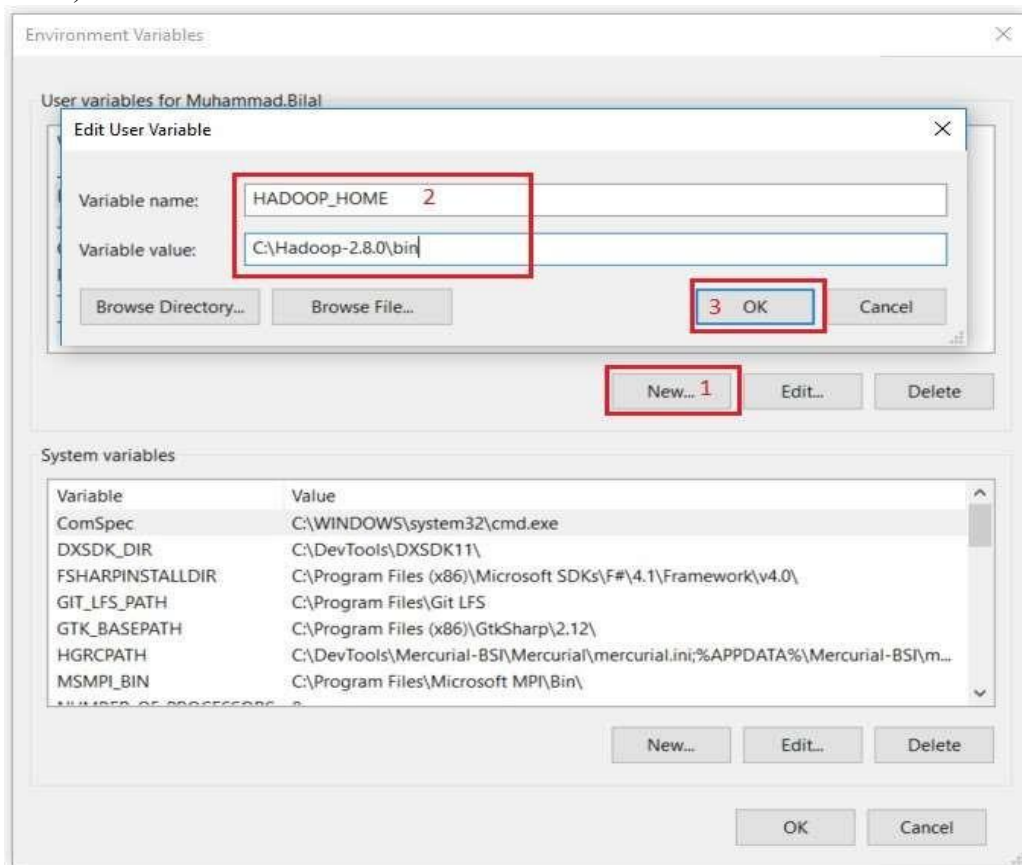 Environment Variables
User variables for Muhammad.Bilal
Edit User Variable
Variable name: HADOOP_HOME 2
Variable value: C:\Hadoop-2.8.0\bin
Browse Directory... Browse File... 3 OK Cancel
New... 1 Edit... Delete
System variables
Variable Value
ComSpec C:\WINDOWS\system32\cmd.exe
DXSDK_DIR C:\DevTools\DXSDK11\
FSHARPINSTALLDIR C:\Program Files (x86)\Microsoft SDKs\F#\4.1\Framework\v4.0\
GIT_LFS_PATH C:\Program Files\Git LFS
GTK_BASEPATH C:\Program Files (x86)\GtkSharp\2.12\
HGRCPATH C:\DevTools\Mercurial-BSI\Mercurial\mercurial.ini;%APPDATA%\Mercurial-BSI\m...
MSMPI_BIN C:\Program Files\Microsoft MPI\Bin\
NUMBER_OF_PROCESSORS
New... Edit... Delete
OK Cancel